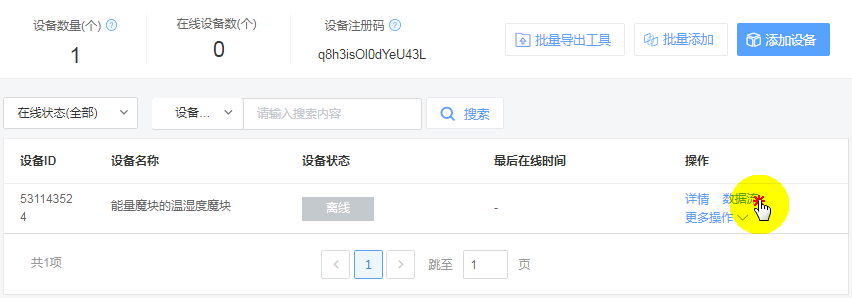 设备数量(个) ?
1
在线设备数(个)
0
设备注册码 ?
q8h3isOl0dYeU43L
批量导出工具
批量添加
添加设备
在线状态(全部)
设备...
请输入搜索内容
搜索
设备ID 设备名称 设备状态 最后在线时间 操作
53114352
4
能量魔块的温湿度魔块
离线
-
详情 数据流
更多操作
共1项
1
跳至 1 页